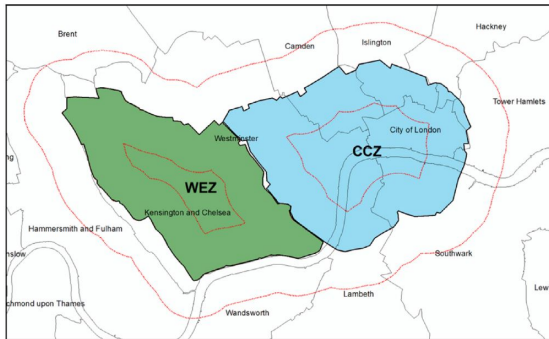 Brent
Hackney
Islington
Camden
Tower Hamlets
City of London
Westminster
CCZ
ng
WEZ
Kensington and Chelsea
Hammersmith and Fulham
nslow
Southwark
Lew
Lambeth
chmond upon Thames
Wandsworth